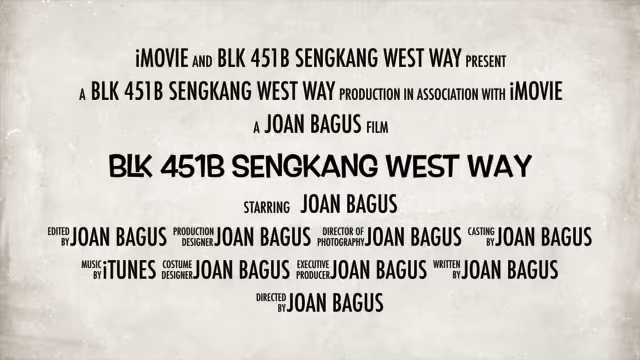 iMOVIE AND BLK 451B SENGKANG WEST WAY PRESENT
A BLK 451B SENGKANG WEST WAY PRODUCTION IN ASSOCIATION WITH iMOVIE
A JOAN BAGUS FILM
BLK 451B SENGKANG WEST WAY
STARRING JOAN BAGUS
EDITED BY JOAN BAGUS PRODUCTION DESIGNER JOAN BAGUS DIRECTOR OF PHOTOGRAPHY JOAN BAGUS CASTING BY JOAN BAGUS
MUSIC BY iTUNES COSTUME DESIGNER JOAN BAGUS EXECUTIVE PRODUCER JOAN BAGUS WRITTEN BY JOAN BAGUS
DIRECTED BY JOAN BAGUS